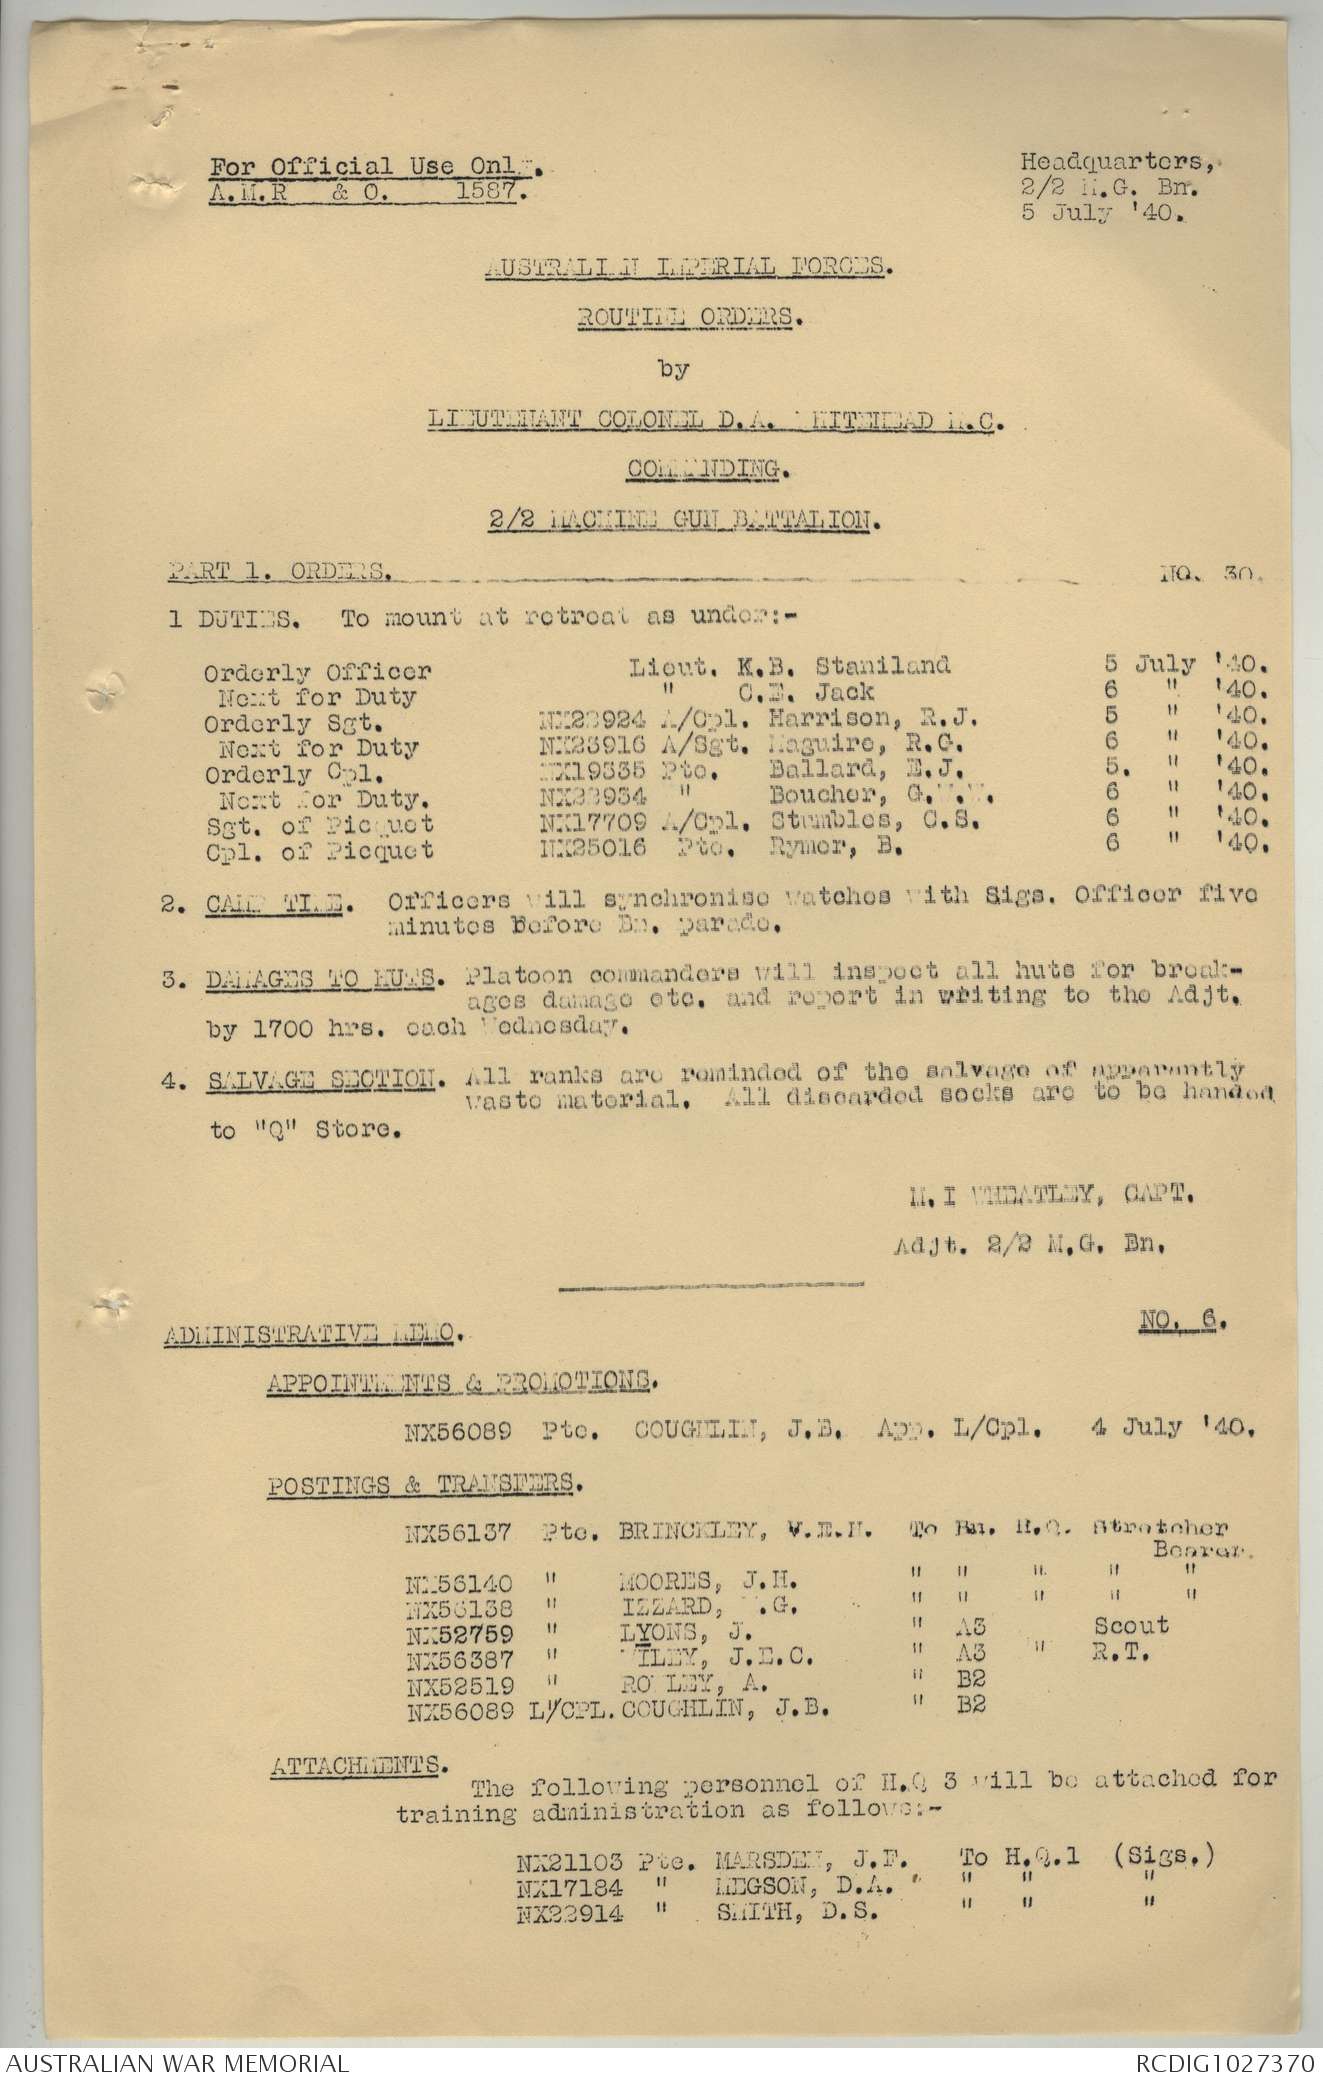 For Official Use Only.
A.M.R & O. 1587.
Headquarters,
2/2 M.G. Bn.
5 July '40.
AUSTRALIAN IMPERIAL FORCES.
ROUTINE ORDERS.
by
LIEUTENANT COLONEL D.A. WHITEHEAD M.C.
COMMANDING.
2/2 MACHINE GUN BATTALION.
PART 1. ORDERS. NO. 30.
1 DUTIES. To mount at retreat as under:-
Orderly Officer Lieut. K.B. Staniland 5 July '40.
Next for Duty " C.E. Jack 6 " '40.
Orderly Sgt. NX23924 A/Cpl. Harrison, R.J. 5 " '40.
Next for Duty NX23916 A/Sgt. Maguire, R.G. 6 " '40.
Orderly Cpl. NX19335 Pte. Ballard, E.J. 5. " '40.
Next for Duty. NX23934 " Boucher, G.W.W. 6 " '40.
Sgt. of Picquet NX17709 A/Cpl. Stumbles, C.S. 6 " '40.
Cpl. of Picquet NX25016 Pte. Rymer, B. 6 " '40.
2. CAMP TIME. Officers will synchronise watches with Sigs. Officer five
minutes before Bn. parade.
3. DAMAGES TO HUTS. Platoon commanders will inspect all huts for break-
ages damage etc. and report in writing to the Adjt.
by 1700 hrs. each Wednesday.
4. SALVAGE SECTION. All ranks are reminded of the salvage of apparently
waste material. All discarded socks are to be handed
to "Q" Store.
M.I WHEATLEY, CAPT.
Adjt. 2/2 M.G. Bn.
ADMINISTRATIVE MEMO. NO. 6.
APPOINTMENTS & PROMOTIONS.
NX56089 Pte. COUGHLIN, J.B. App. L/Cpl. 4 July '40.
POSTINGS & TRANSFERS.
NX56137 Pte. BRINCKLEY, V.E.H. To Bn. H.Q. Stretcher
Bearer.
NX56140 " MOORES, J.H. " " " " "
NX56138 " IZZARD, .G. " " " " "
NX52759 " LYONS, J. " A3 Scout
NX56387 " WILEY, J.E.C. " A3 " R.T.
NX52519 " ROWLEY, A. " B2
NX56089 L/CPL. COUGHLIN, J.B. " B2
ATTACHMENTS.
The following personnel of H.Q 3 will be attached for
training administration as follows:-
NX21103 Pte. MARSDEN, J.F. To H.Q.1 (Sigs.)
NX17184 " MEGSON, D.A. " " "
NX22914 " SMITH, D.S. " " "
AUSTRALIAN WAR MEMORIAL
RCDIG1027370